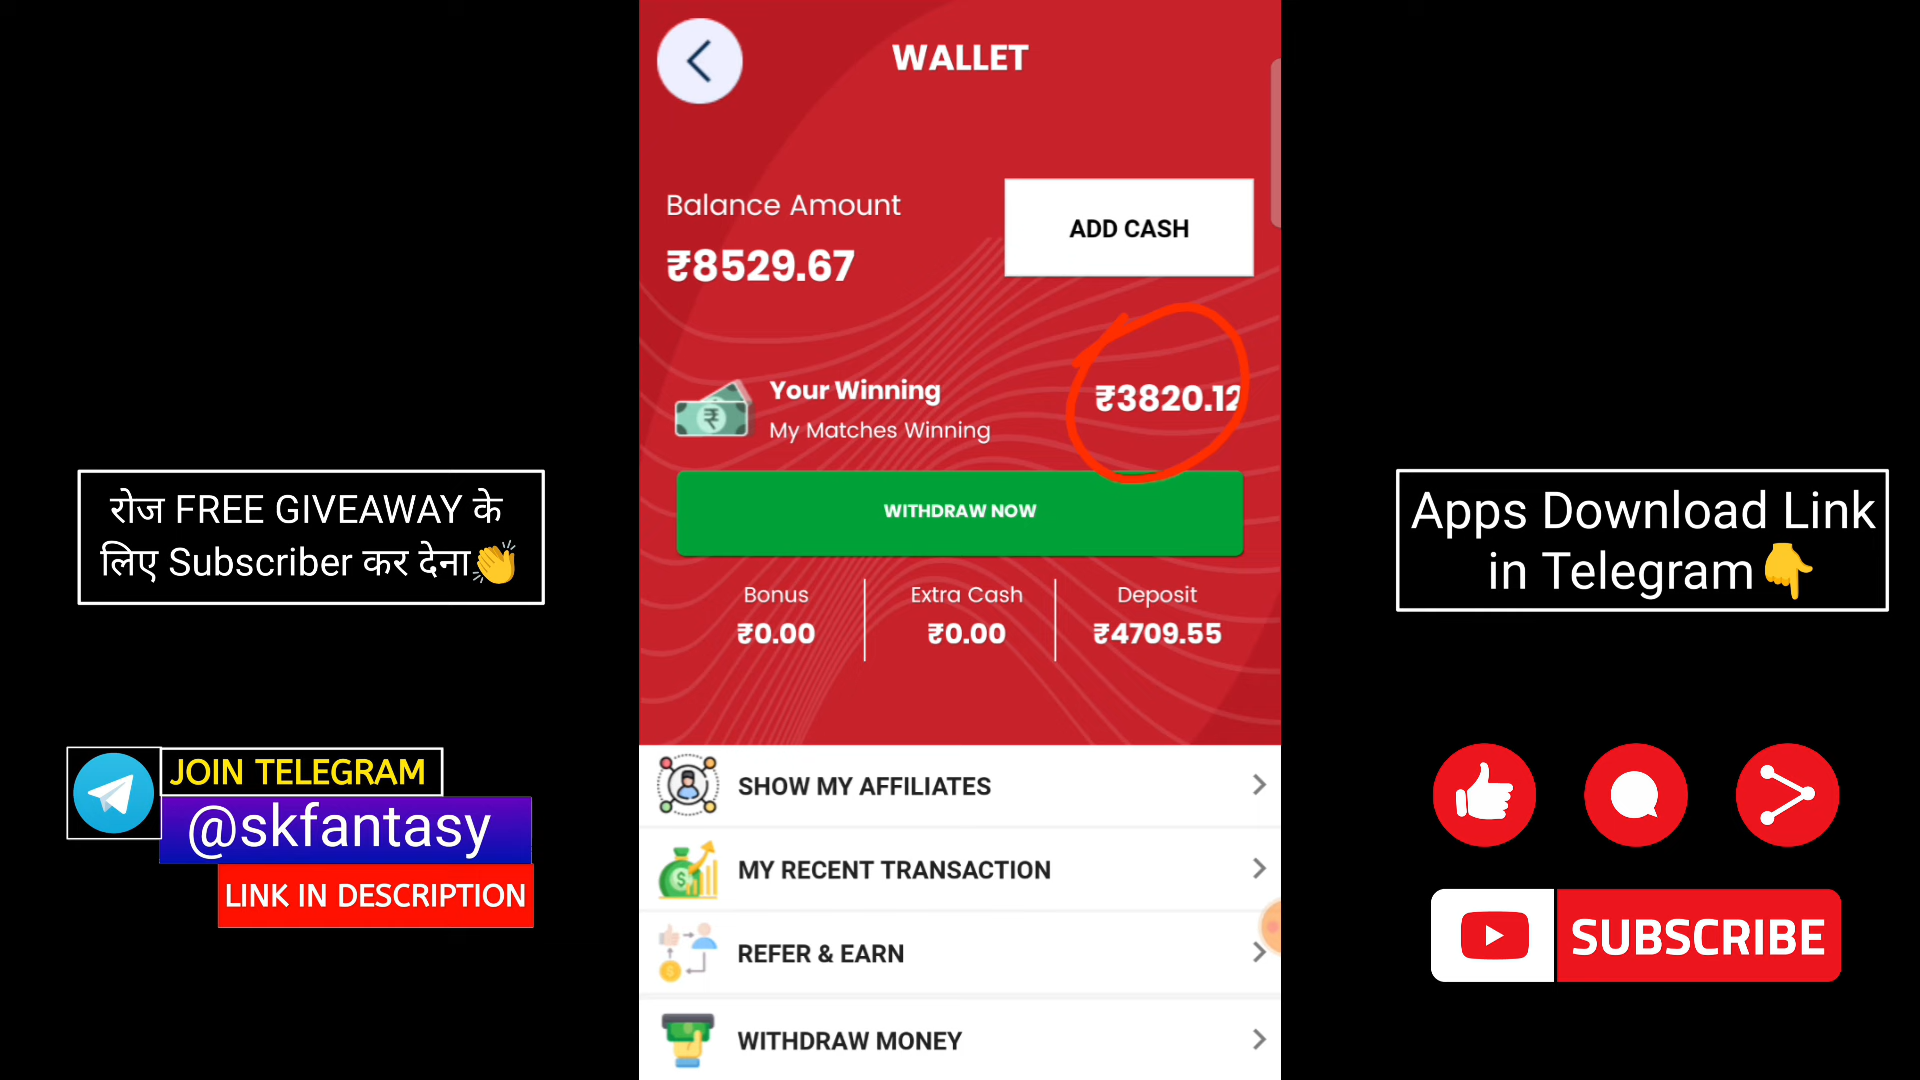 WALLET
Balance Amount
₹8529.67
ADD CASH
Your Winning
₹3820.12
My Matches Winning
WITHDRAW NOW
Bonus
Extra Cash
Deposit
₹0.00
₹0.00
₹4709.55
SHOW MY AFFILIATES
MY RECENT TRANSACTION
REFER & EARN
WITHDRAW MONEY
रोज FREE GIVEAWAY के
लिए Subscriber कर देना👏
JOIN TELEGRAM
@skfantasy
LINK IN DESCRIPTION
Apps Download Link
in Telegram👇
SUBSCRIBE